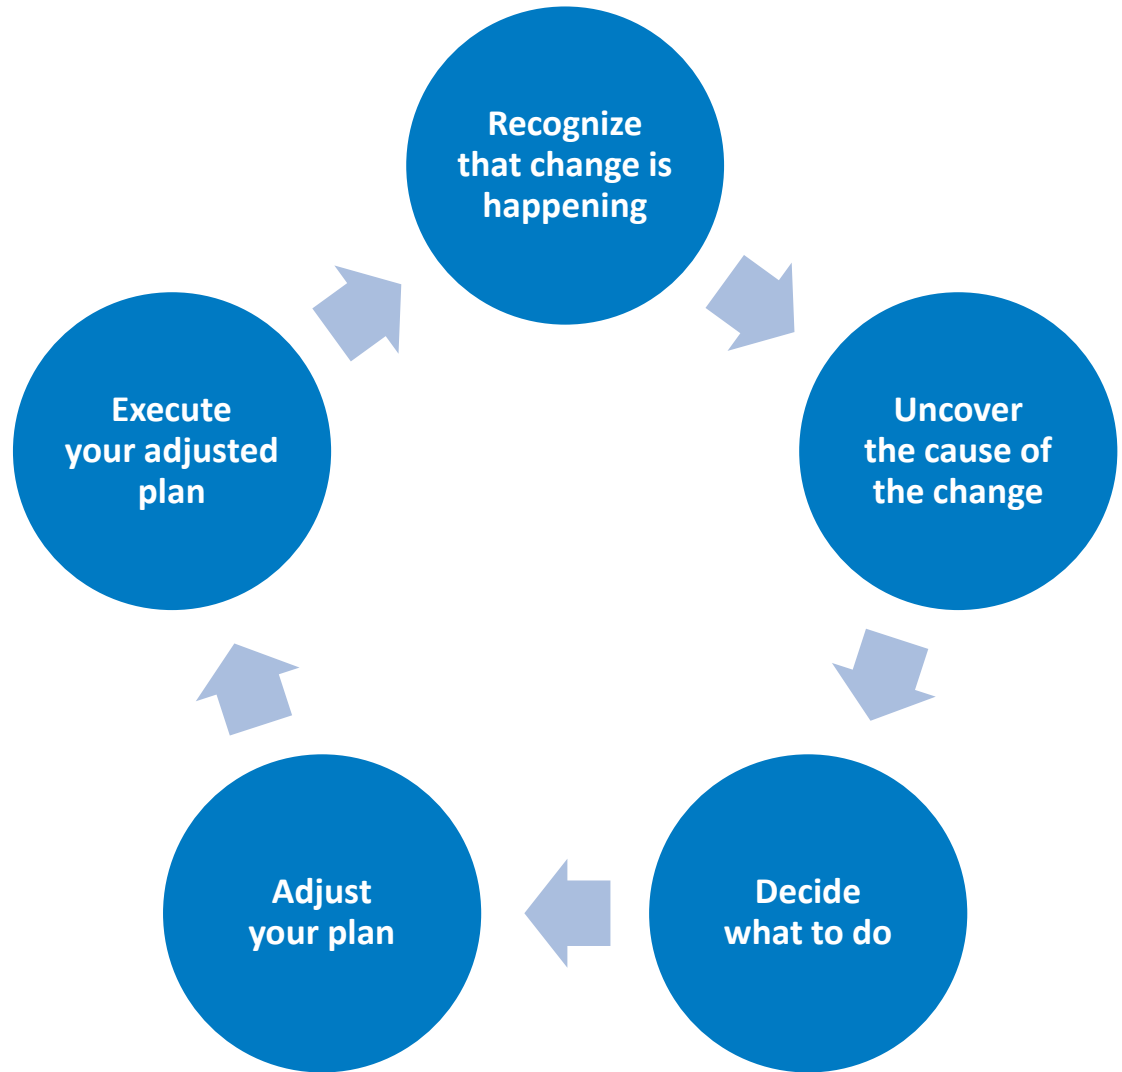 Recognize
that change is
happening
Uncover
the cause of
the change
Decide
what to do
Adjust
your plan
Execute
your adjusted
plan